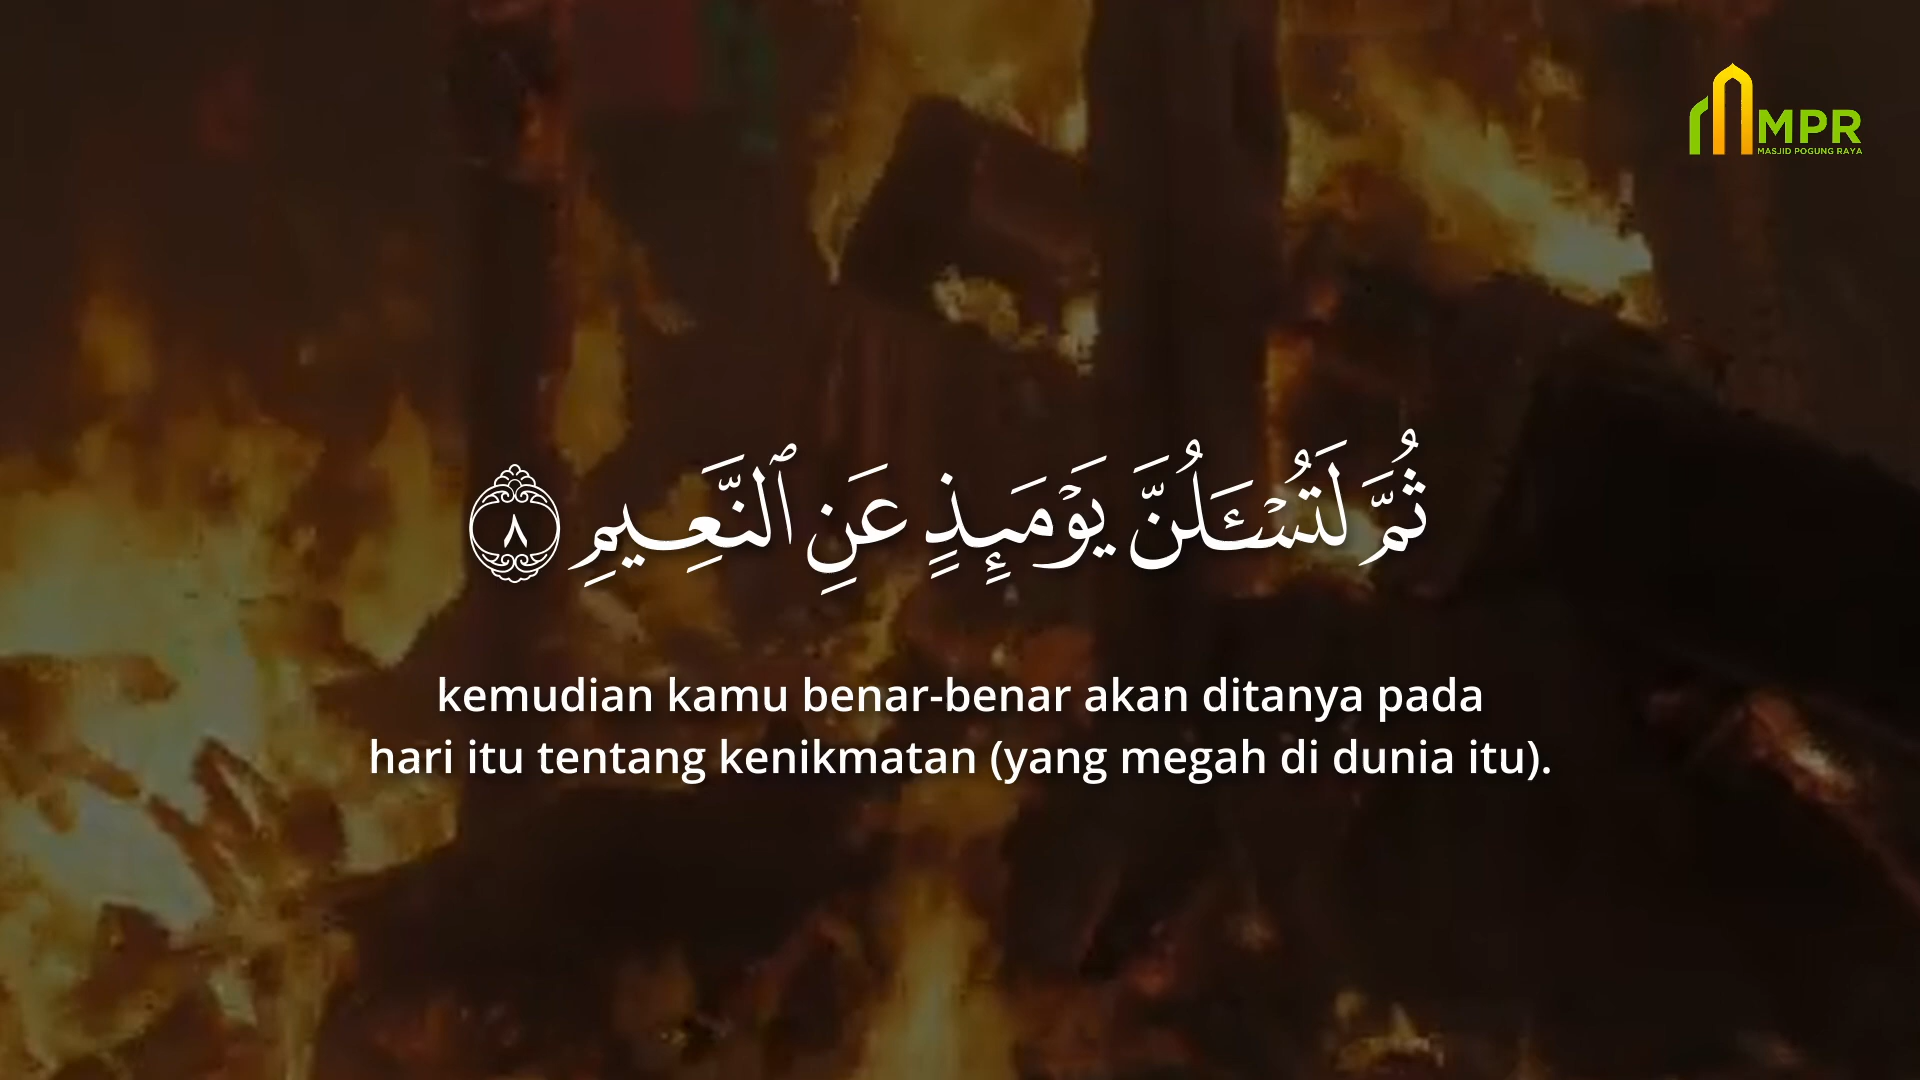 MPR
MASJID POGUNG RAYA
ثُمَّ لَتُسْـَٔلُنَّ يَوْمَئِذٍ عَنِ ٱلنَّعِيمِ ٨
kemudian kamu benar-benar akan ditanya pada
hari itu tentang kenikmatan (yang megah di dunia itu).